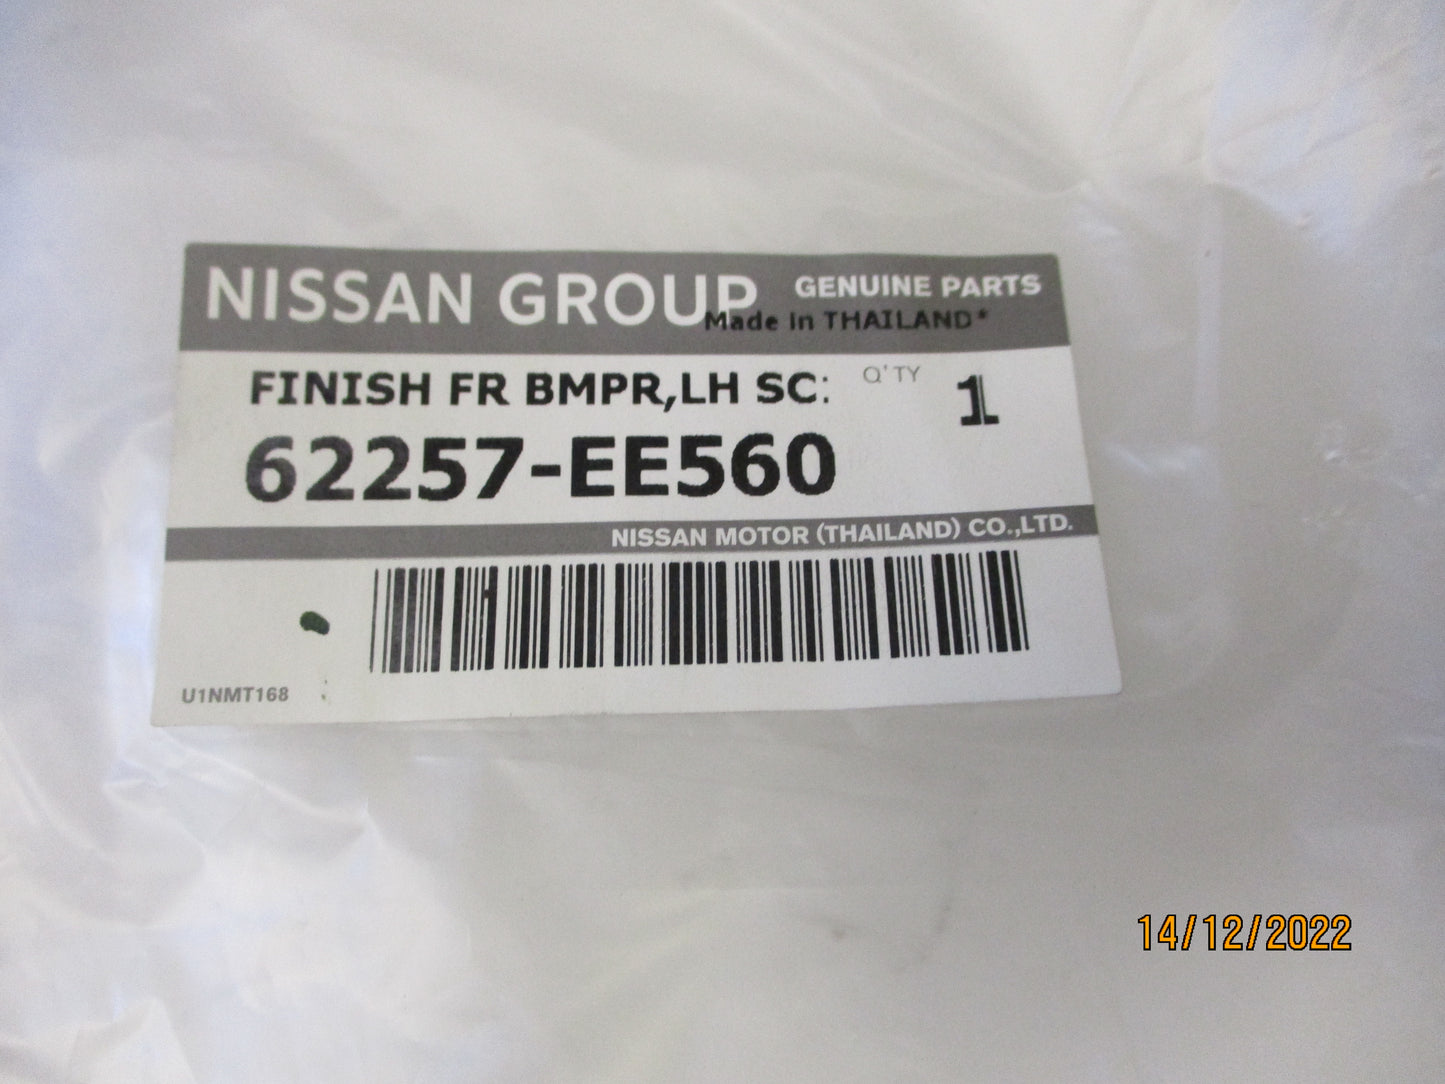 NISSAN GROUP GENUINE PARTS
Made in THAILAND*
FINISH FR BMPR,LH SC: Q'TY 1
62257-EE560
NISSAN MOTOR (THAILAND) CO.,LTD.
U1NMT168
14/12/2022